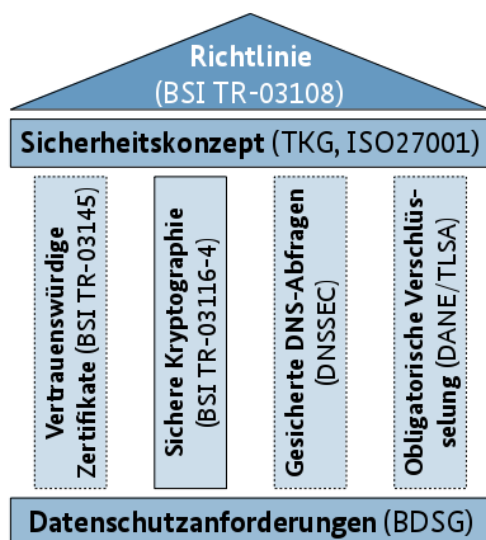 Richtlinie
(BSI TR-03108)
Sicherheitskonzept (TKG, ISO27001)
Vertrauenswürdige
Zertifikate (BSI TR-03145)
Sichere Kryptographie
(BSI TR-03116-4)
Gesicherte DNS-Abfragen
(DNSSEC)
Obligatorische Verschlüs-
selung (DANE/TLSA)
Datenschutzanforderungen (BDSG)